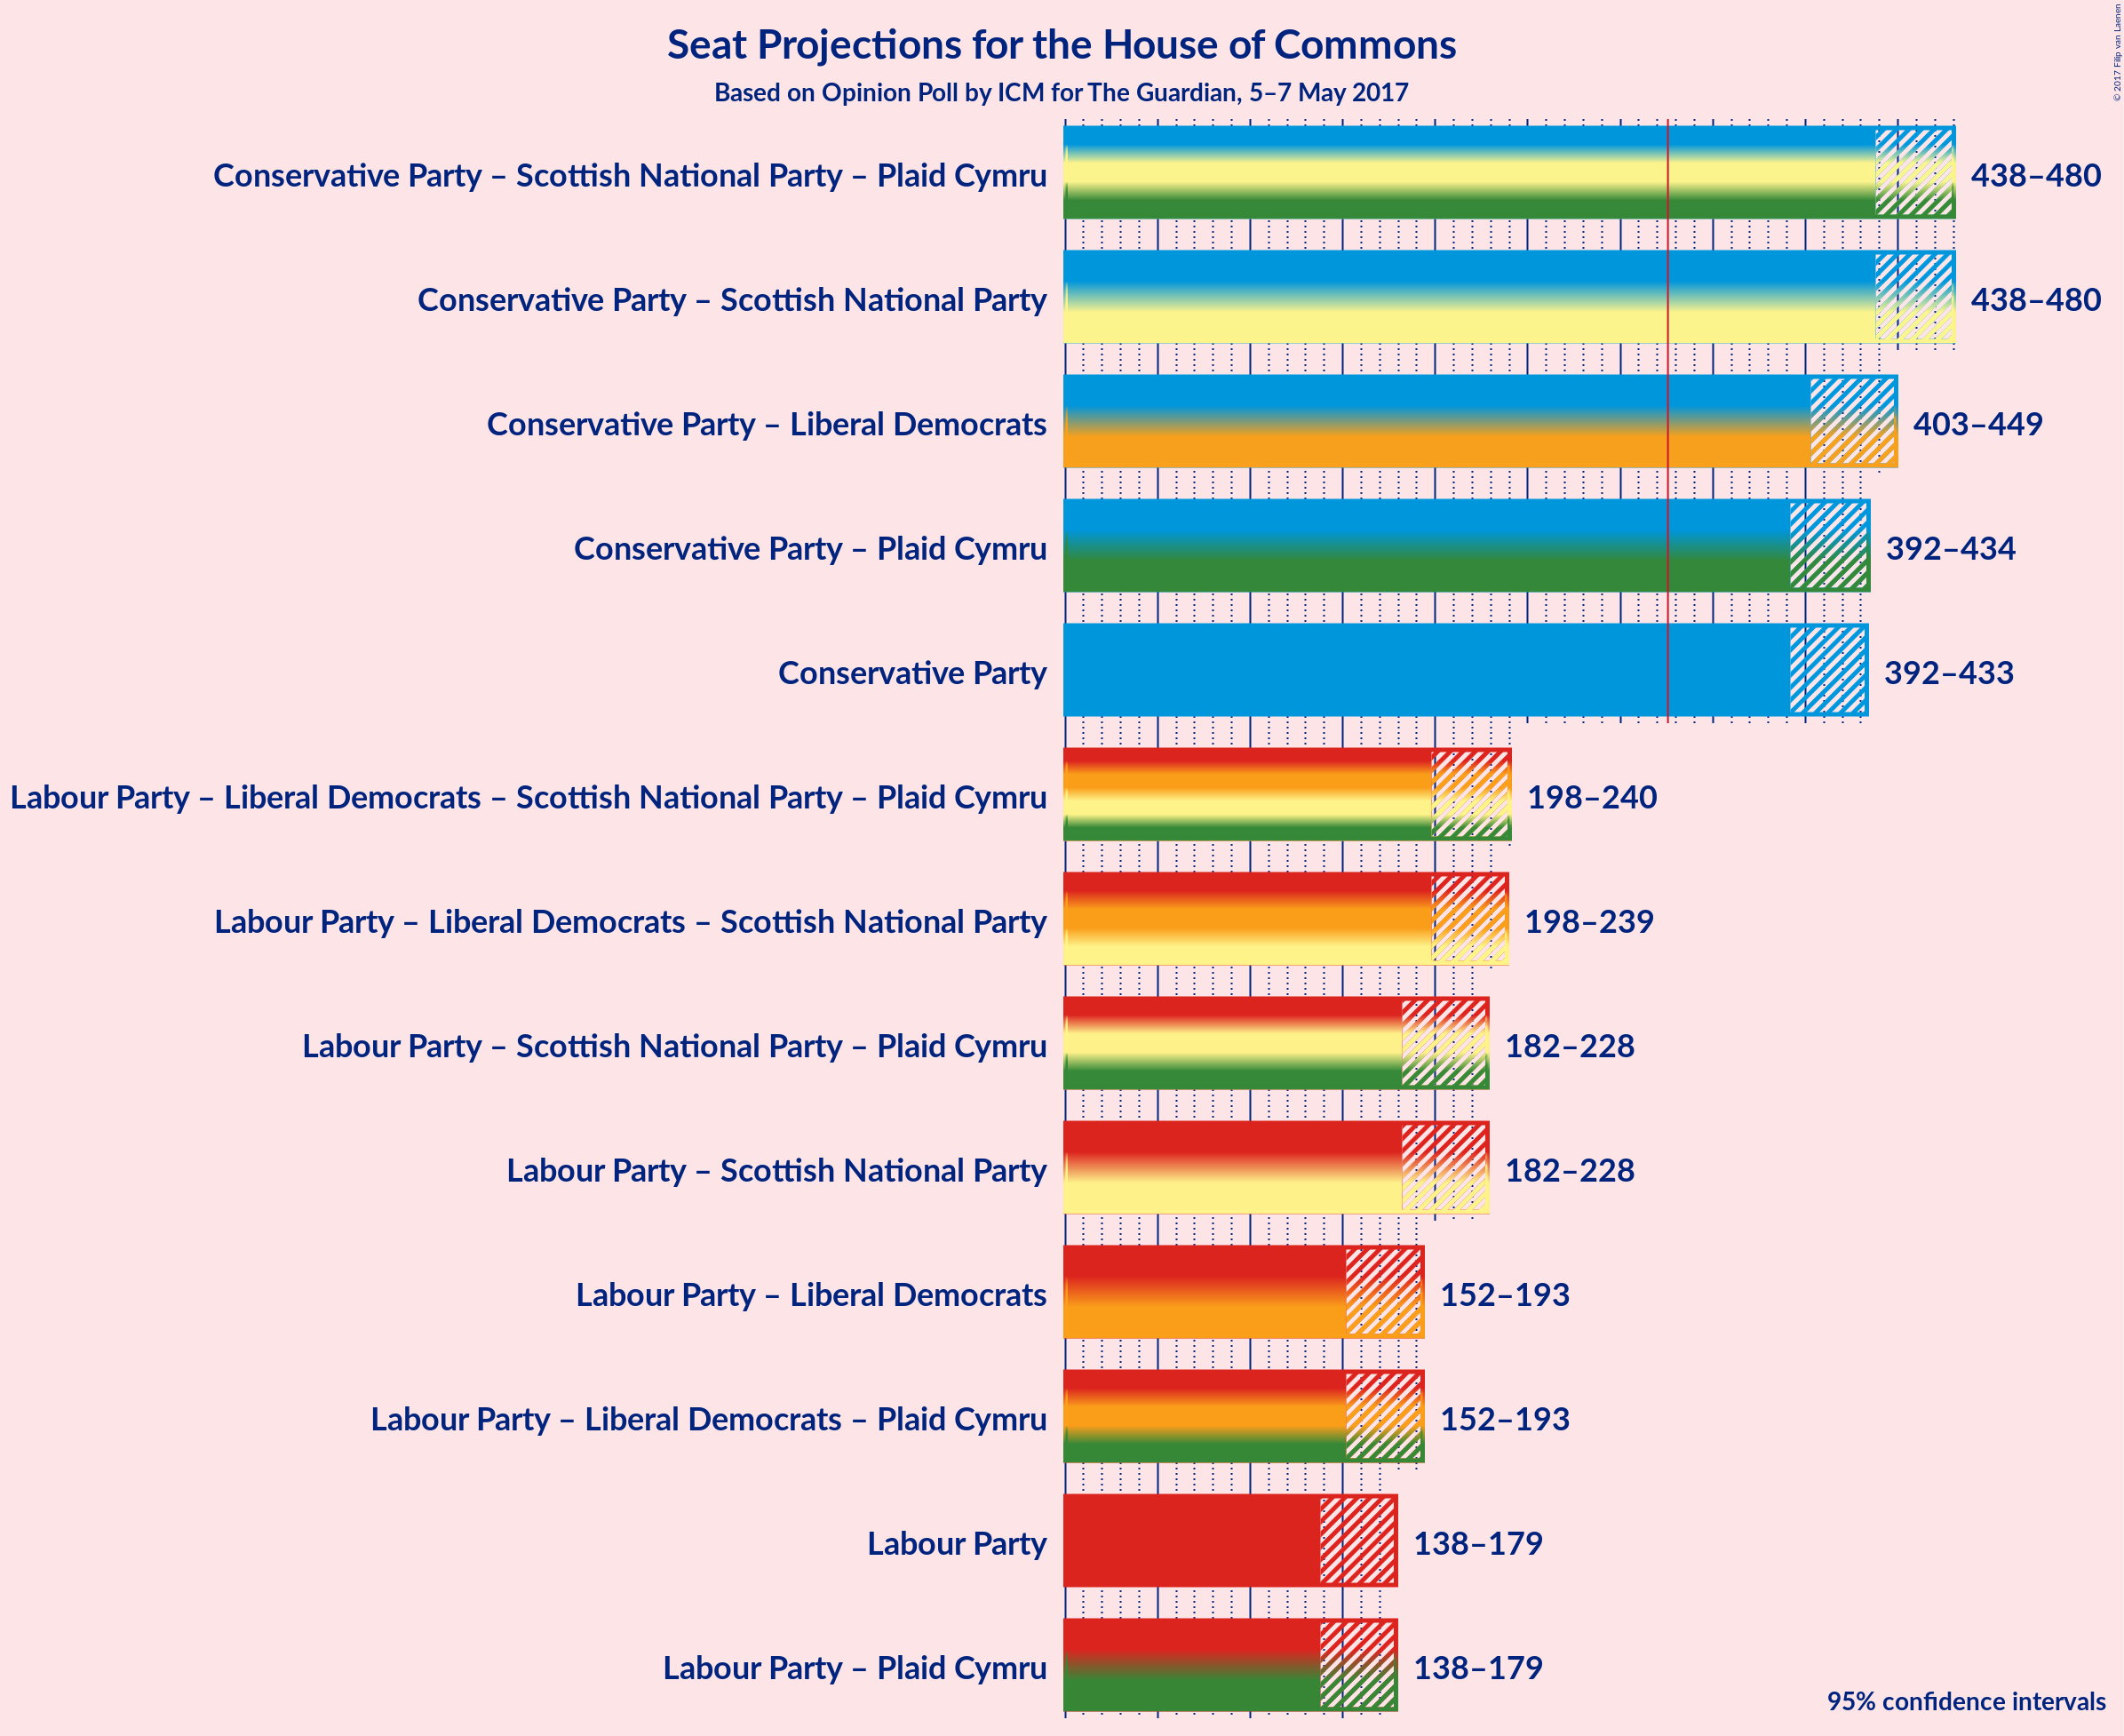 Seat Projections for the House of Commons
Based on Opinion Poll by ICM for The Guardian, 5–7 May 2017
© 2017 Filip van Laenen
Conservative Party – Scottish National Party – Plaid Cymru 438–480
Conservative Party – Scottish National Party 438–480
Conservative Party – Liberal Democrats 403–449
Conservative Party – Plaid Cymru 392–434
Conservative Party 392–433
Labour Party – Liberal Democrats – Scottish National Party – Plaid Cymru 198–240
Labour Party – Liberal Democrats – Scottish National Party 198–239
Labour Party – Scottish National Party – Plaid Cymru 182–228
Labour Party – Scottish National Party 182–228
Labour Party – Liberal Democrats 152–193
Labour Party – Liberal Democrats – Plaid Cymru 152–193
Labour Party 138–179
Labour Party – Plaid Cymru 138–179
95% confidence intervals